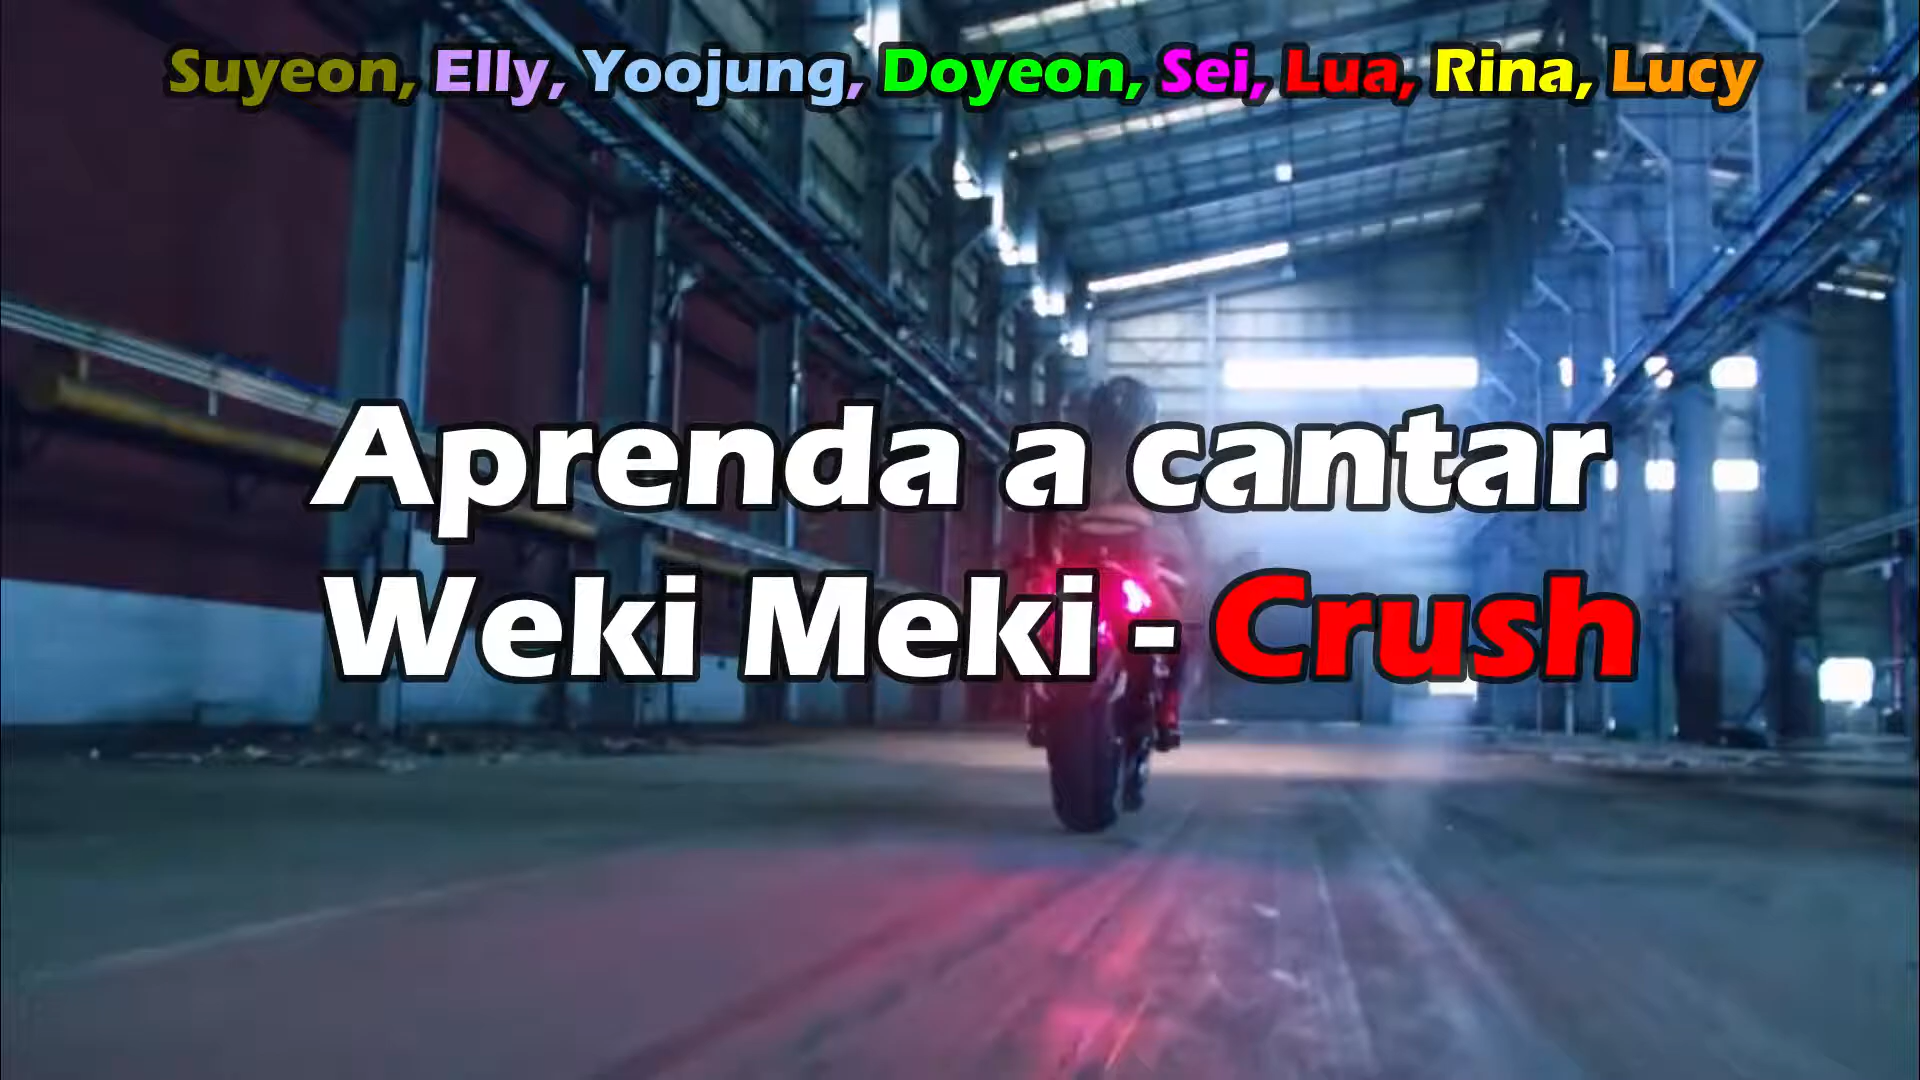 Suyeon, Elly, Yoojung, Doyeon, Sei, Lua, Rina, Lucy
Aprenda a cantar
Weki Meki - Crush